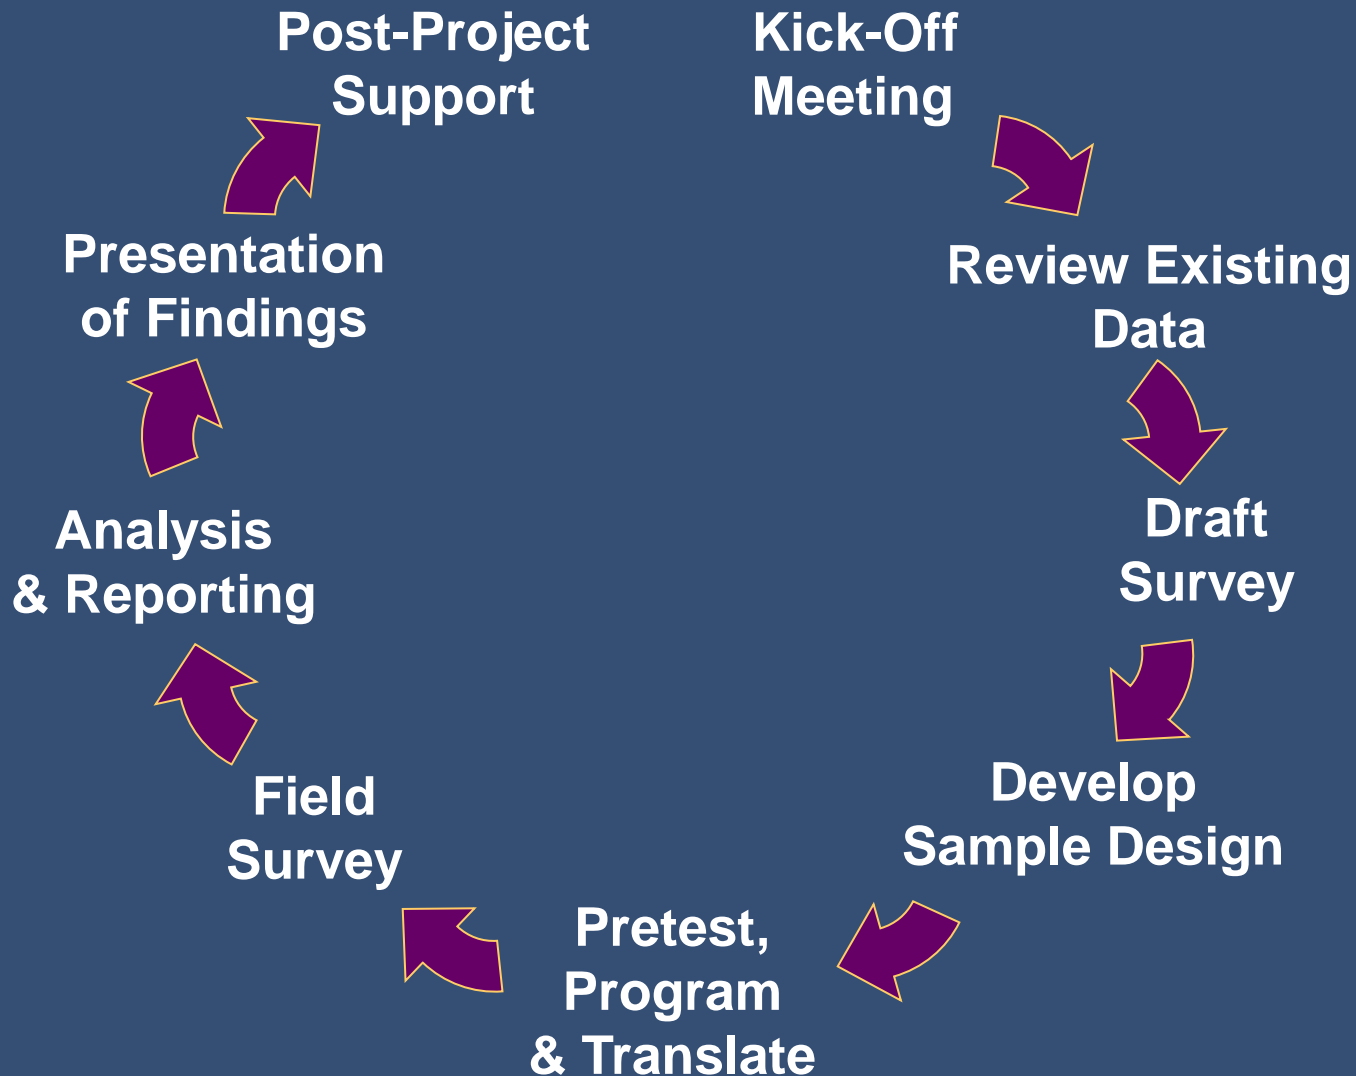 Kick-Off
Meeting
Review Existing
Data
Draft
Survey
Develop
Sample Design
Pretest,
Program
& Translate
Field
Survey
Analysis
& Reporting
Presentation
of Findings
Post-Project
Support